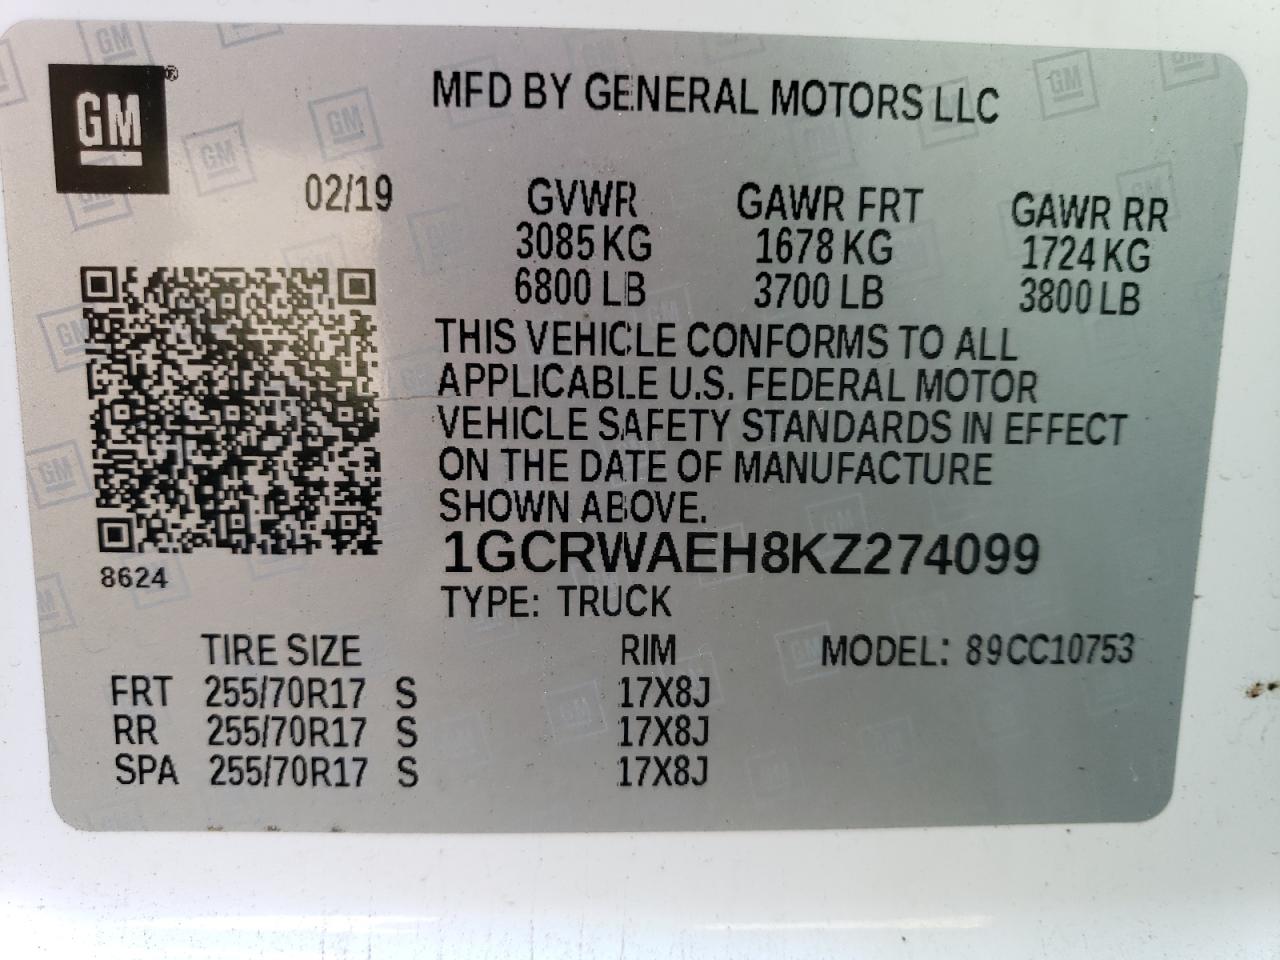 GM®
MFD BY GENERAL MOTORS LLC
02/19
GVWR GAWR FRT GAWR RR
3085 KG 1678 KG 1724 KG
6800 LB 3700 LB 3800 LB
THIS VEHICLE CONFORMS TO ALL
APPLICABLE U.S. FEDERAL MOTOR
VEHICLE SAFETY STANDARDS IN EFFECT
ON THE DATE OF MANUFACTURE
SHOWN ABOVE.
1GCRWAEH8KZ274099
8624
TYPE: TRUCK
TIRE SIZE RIM MODEL: 89CC10753
FRT 255/70R17 S 17X8J
RR 255/70R17 S 17X8J
SPA 255/70R17 S 17X8J